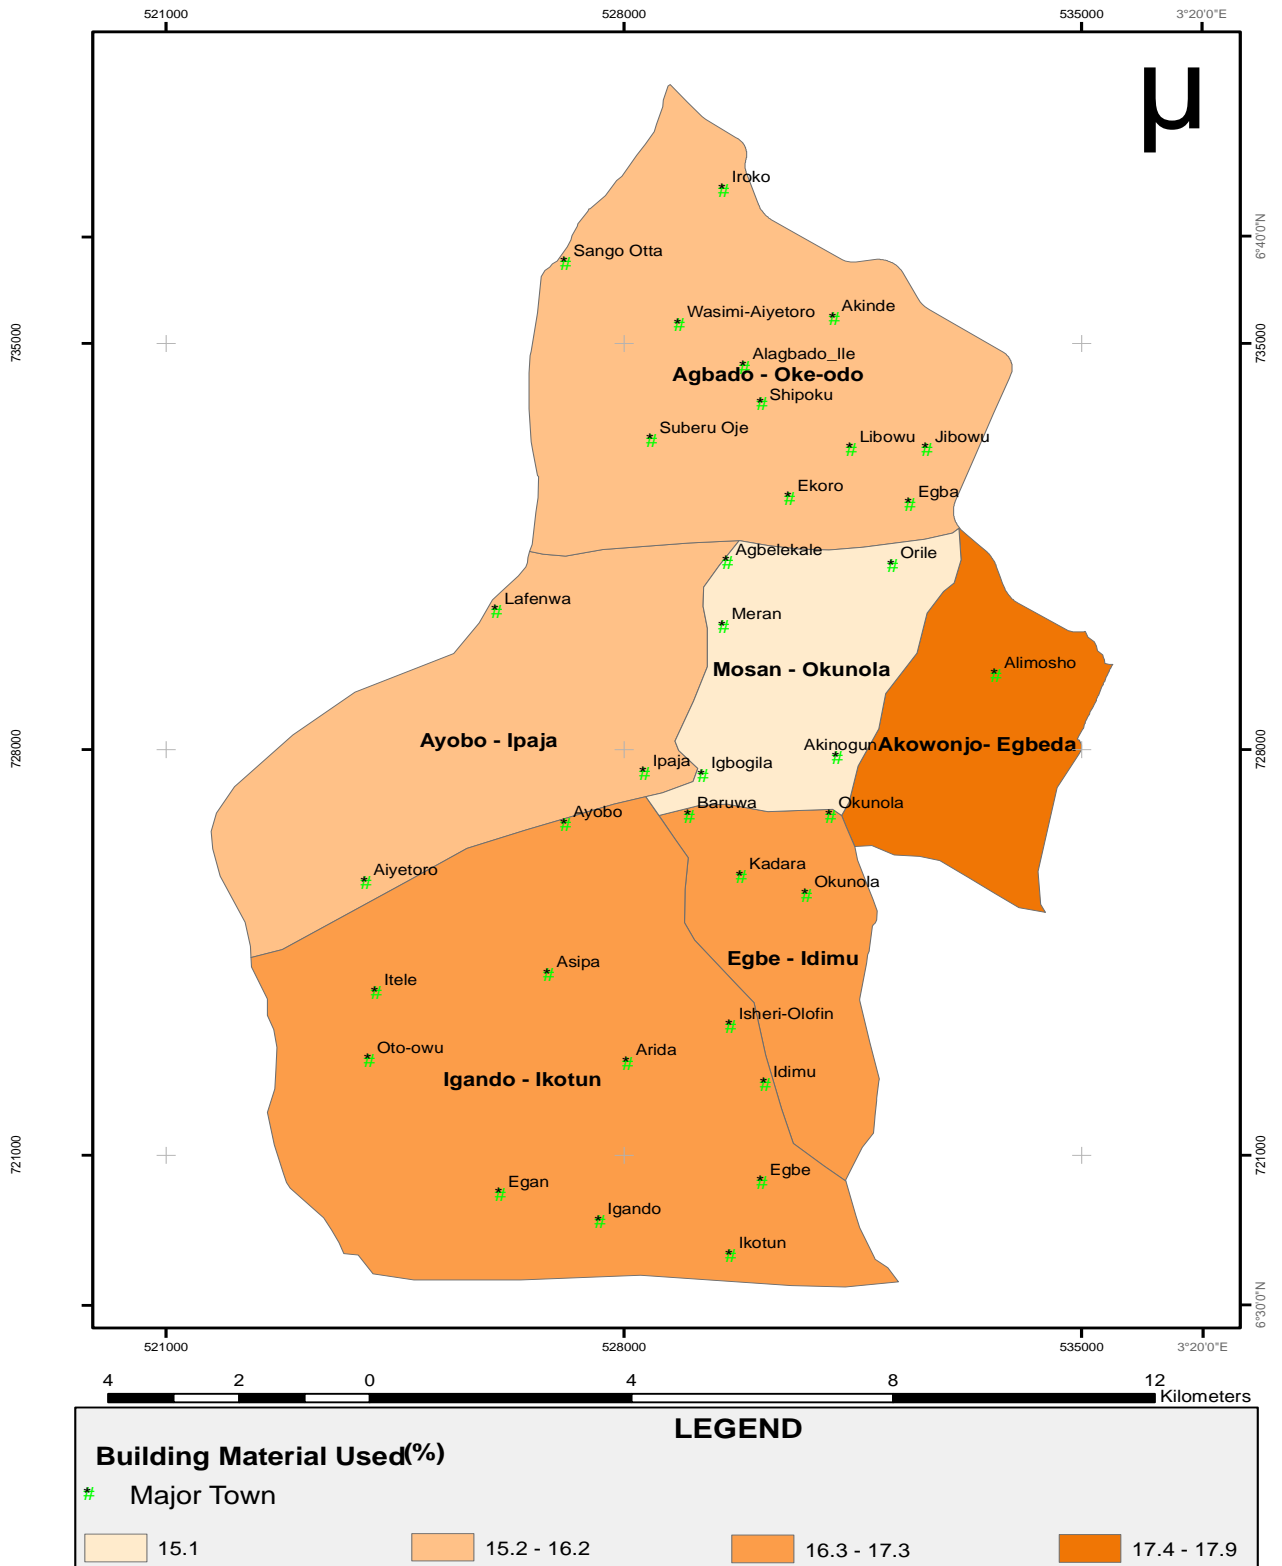 521000 528000 535000 3°20'0"E
µ
Iroko
6°40'0"N
Sango Otta
Wasimi-Aiyetoro Akinde
735000 735000
Alagbado_Ile
Agbado - Oke-odo
Shipoku
Suberu Oje Libowu Jibowu
Ekoro Egba
Agbelekale Orile
Lafenwa
Meran
Alimosho
Mosan - Okunola
Ayobo - Ipaja Akinogun Akowonjo- Egbeda
728000 728000
Ipaja Igbogila
Ayobo Baruwa Okunola
Aiyetoro Kadara
Okunola
Egbe - Idimu
Asipa
Itele
Isheri-Olofin
Oto-owu Arida
Igando - Ikotun Idimu
721000 721000
Egbe
Egan
Igando
Ikotun
6°30'0"N
521000 528000 535000 3°20'0"E
4 2 0 4 8 12
Kilometers
LEGEND
Building Material Used(%)
Major Town
15.1 15.2 - 16.2 16.3 - 17.3 17.4 - 17.9